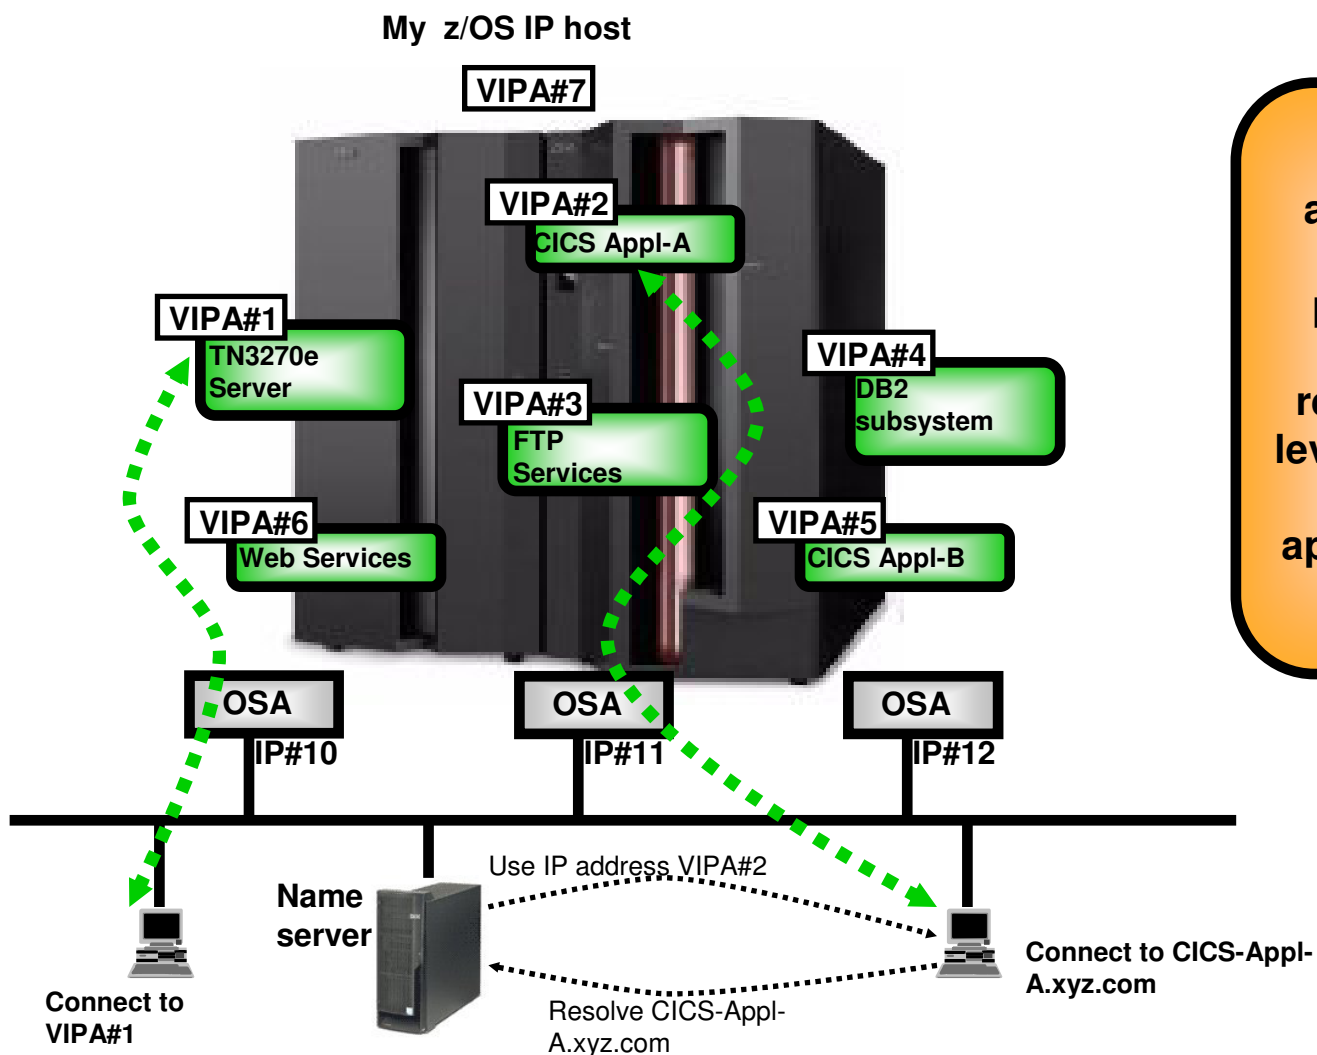 My z/OS IP host
VIPA#7
VIPA#2
CICS Appl-A
VIPA#1
TN3270e
Server
VIPA#4
DB2
subsystem
VIPA#3
FTP
Services
VIPA#6
Web Services
VIPA#5
CICS Appl-B
OSA
IP#10
OSA
IP#11
OSA
IP#12
Use IP address VIPA#2
Name
server
Connect to
VIPA#1
Resolve CICS-Appl-
A.xyz.com
Connect to CICS-Appl-
A.xyz.com